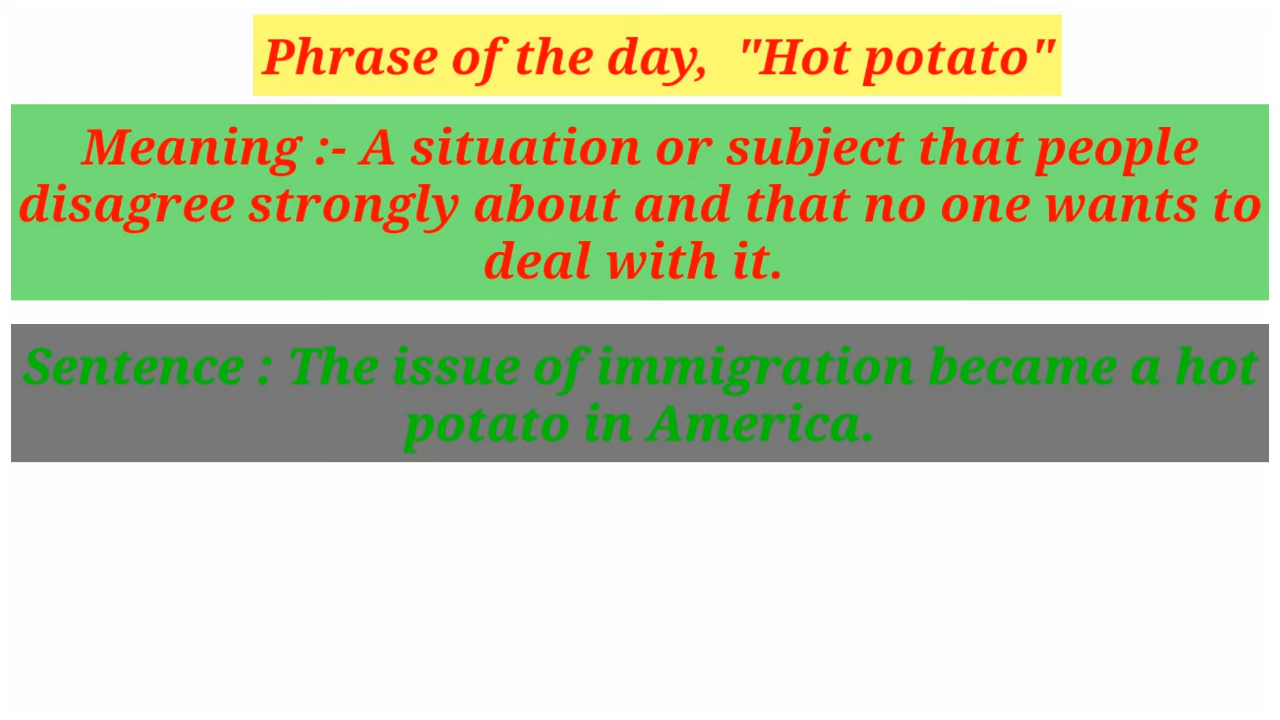 Phrase of the day,  "Hot potato"
Meaning :- A situation or subject that people
disagree strongly about and that no one wants to
deal with it.
Sentence : The issue of immigration became a hot
potato in America.